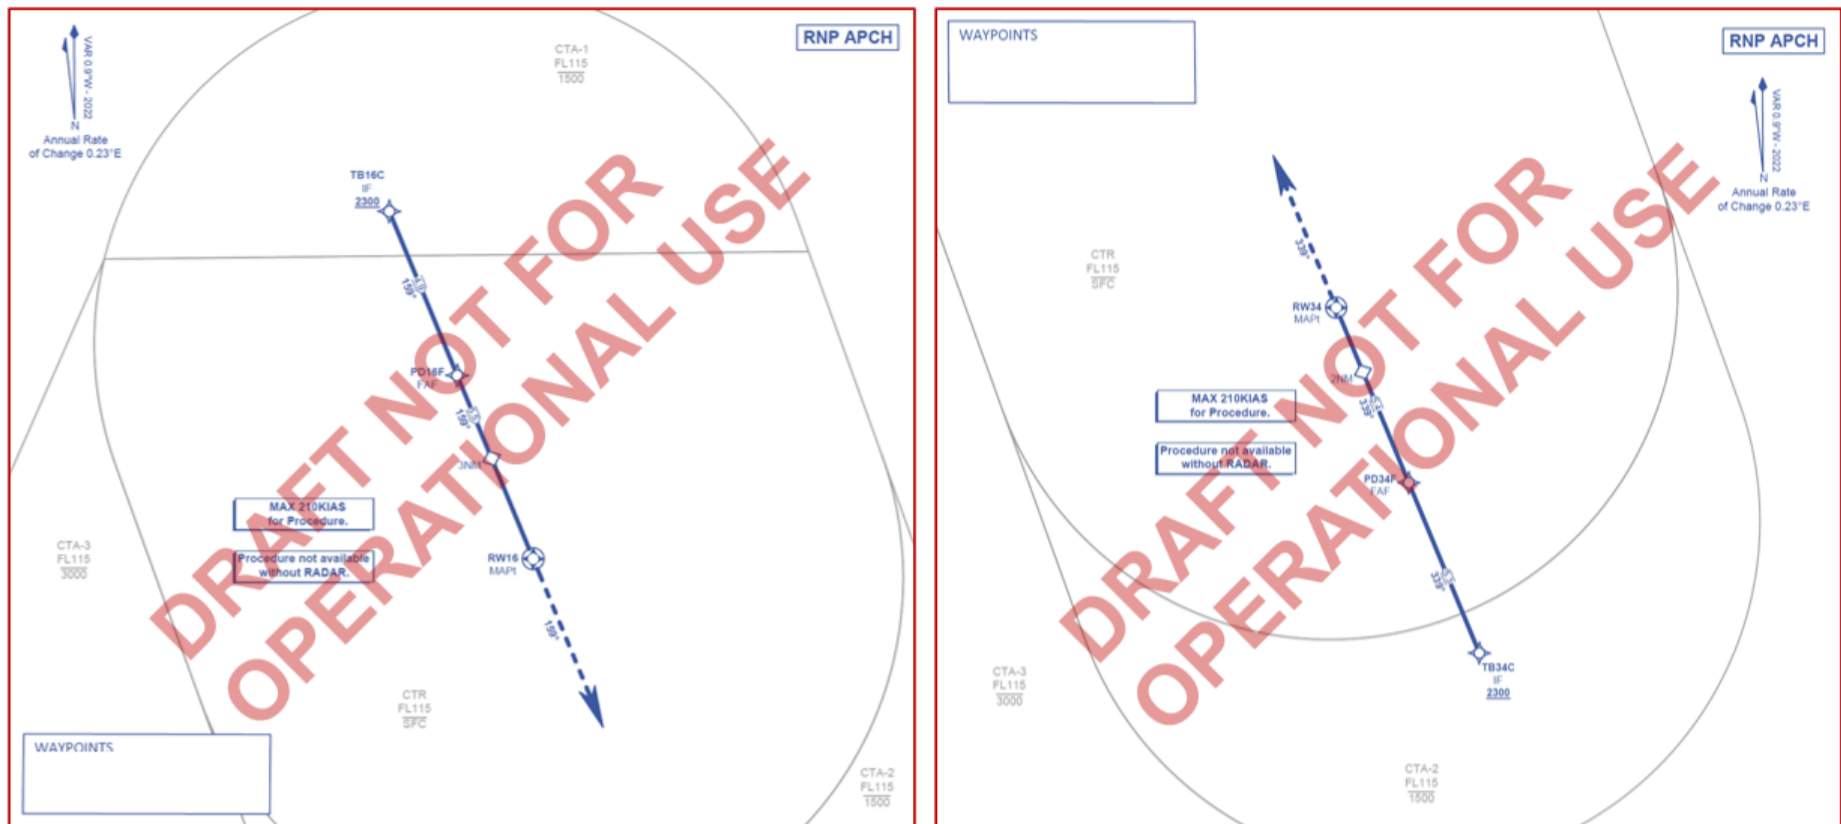 RNP APCH
VAR 0.9°W - 2022
N
Annual Rate
of Change 0.23°E
CTA-1
FL115
1500
TB16C
IF
2300
159°
PD16F
FAF
159°
3NM
MAX 210KIAS
for Procedure.
Procedure not available
without RADAR.
CTA-3
FL115
3000
RW16
MAPt
159°
CTR
FL115
SFC
WAYPOINTS
CTA-2
FL115
1500
DRAFT NOT FOR
OPERATIONAL USE
WAYPOINTS
RNP APCH
VAR 0.9°W - 2022
N
Annual Rate
of Change 0.23°E
CTR
FL115
SFC
339°
RW34
MAPt
2NM
339°
MAX 210KIAS
for Procedure.
Procedure not available
without RADAR.
PD34F
FAF
339°
TB34C
IF
2300
CTA-3
FL115
3000
CTA-2
FL115
1500
DRAFT NOT FOR
OPERATIONAL USE